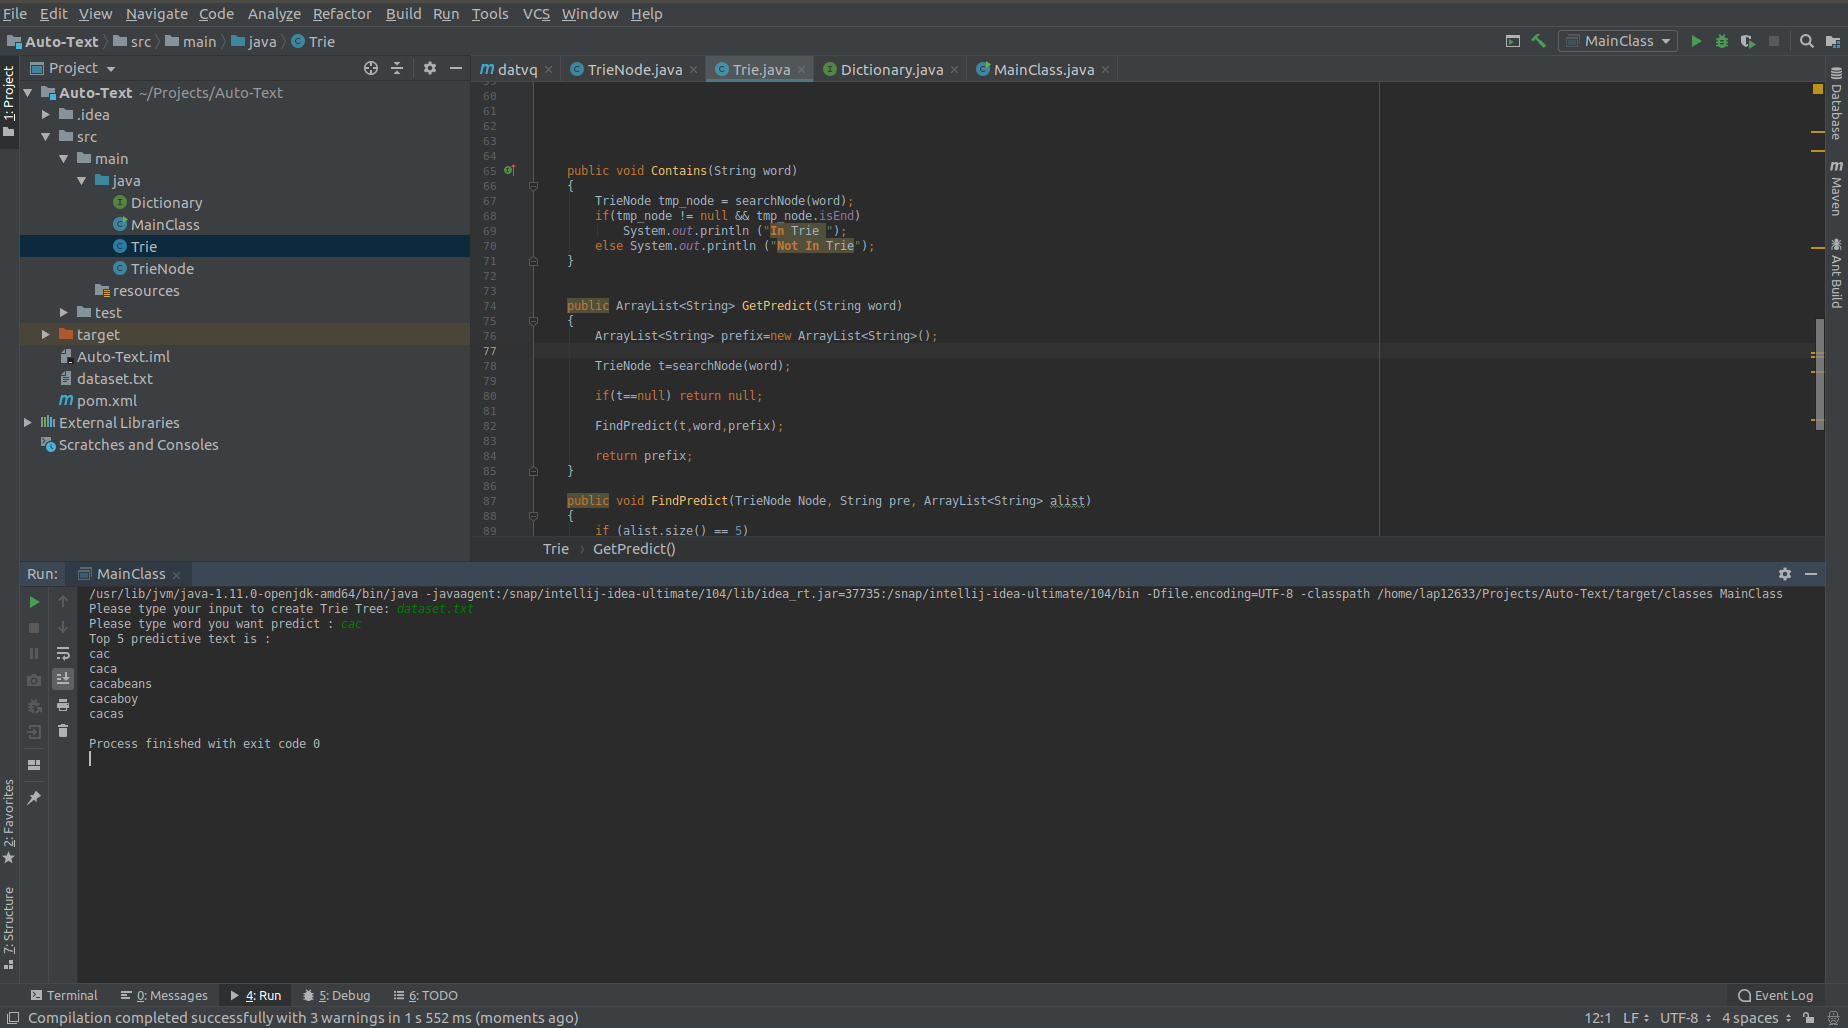 File Edit View Navigate Code Analyze Refactor Build Run Tools VCS Window Help
Auto-Text src main java Trie
MainClass
1: Project
Project
datvq TrieNode.java Trie.java Dictionary.java MainClass.java
Auto-Text ~/Projects/Auto-Text
.idea
src
main
java
Dictionary
MainClass
Trie
TrieNode
resources
test
target
Auto-Text.iml
dataset.txt
pom.xml
External Libraries
Scratches and Consoles
60
61
62
63
64
65 public void Contains(String word)
66 {
67 TrieNode tmp_node = searchNode(word);
68 if(tmp_node != null && tmp_node.isEnd)
69 System.out.println ("In Trie ");
70 else System.out.println ("Not In Trie");
71 }
72
73
74 public ArrayList<String> GetPredict(String word)
75 {
76 ArrayList<String> prefix=new ArrayList<String>();
77
78 TrieNode t=searchNode(word);
79
80 if(t==null) return null;
81
82 FindPredict(t,word,prefix);
83
84 return prefix;
85 }
86
87 public void FindPredict(TrieNode Node, String pre, ArrayList<String> alist)
88 {
89 if (alist.size() == 5)
Trie › GetPredict()
Database
Maven
Ant Build
Run: MainClass
/usr/lib/jvm/java-1.11.0-openjdk-amd64/bin/java -javaagent:/snap/intellij-idea-ultimate/104/lib/idea_rt.jar=37735:/snap/intellij-idea-ultimate/104/bin -Dfile.encoding=UTF-8 -classpath /home/lap12633/Projects/Auto-Text/target/classes MainClass
Please type your input to create Trie Tree: dataset.txt
Please type word you want predict : cac
Top 5 predictive text is :
cac
caca
cacabeans
cacaboy
cacas
Process finished with exit code 0
2: Favorites
7: Structure
Terminal 0: Messages 4: Run 5: Debug 6: TODO Event Log
Compilation completed successfully with 3 warnings in 1 s 552 ms (moments ago) 12:1 LF UTF-8 4 spaces